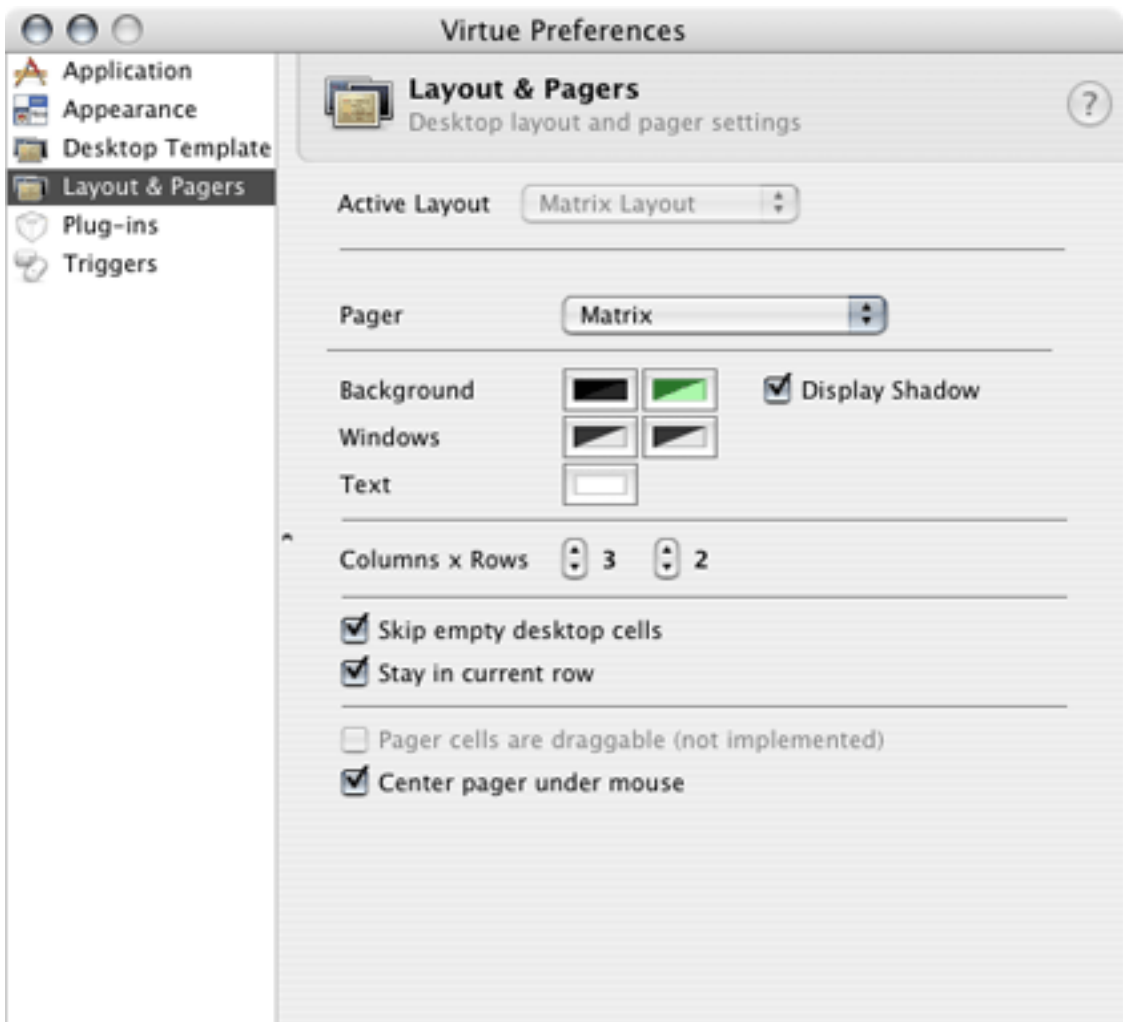 Virtue Preferences
Application
Appearance
Desktop Template
Layout & Pagers
Plug-ins
Triggers
Layout & Pagers
Desktop layout and pager settings
?
Active Layout Matrix Layout
Pager Matrix
Background Display Shadow
Windows
Text
Columns x Rows 3 2
Skip empty desktop cells
Stay in current row
Pager cells are draggable (not implemented)
Center pager under mouse